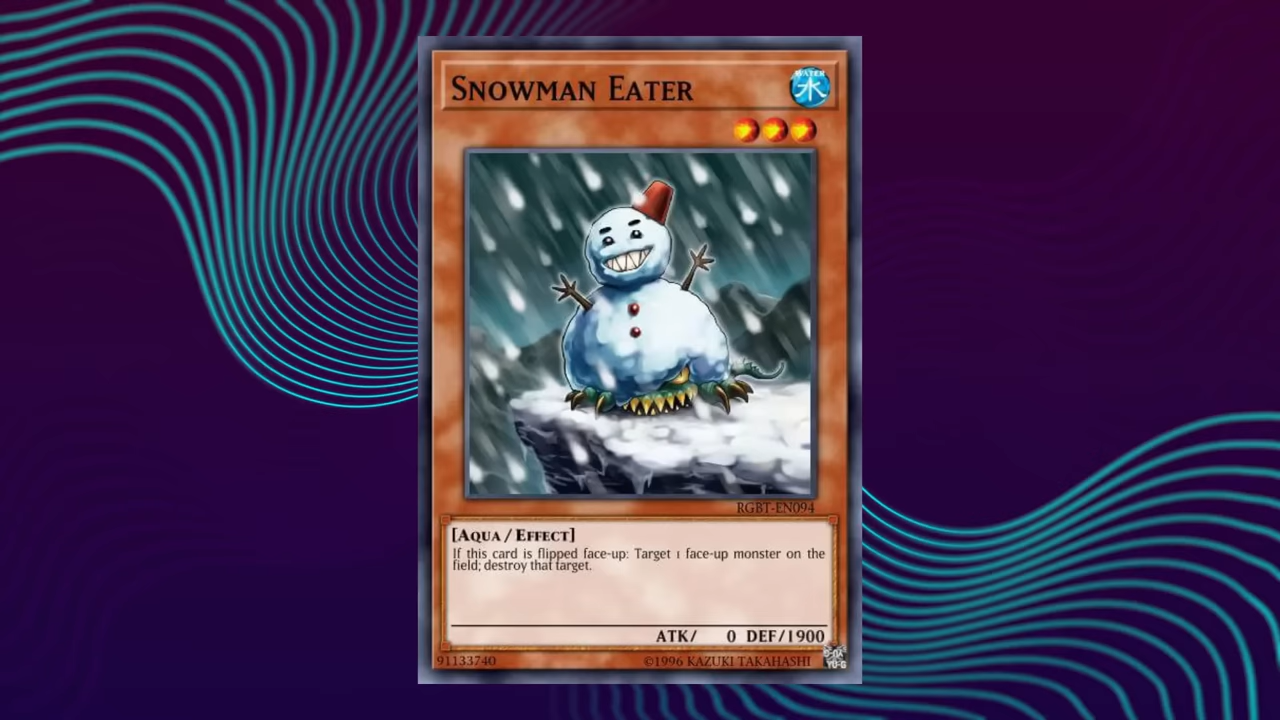 SNOWMAN EATER
WATER
水
RGBT-EN094
[AQUA / EFFECT]
If this card is flipped face-up: Target 1 face-up monster on the
field; destroy that target.
ATK/ 0 DEF/1900
91133740
©1996 KAZUKI TAKAHASHI